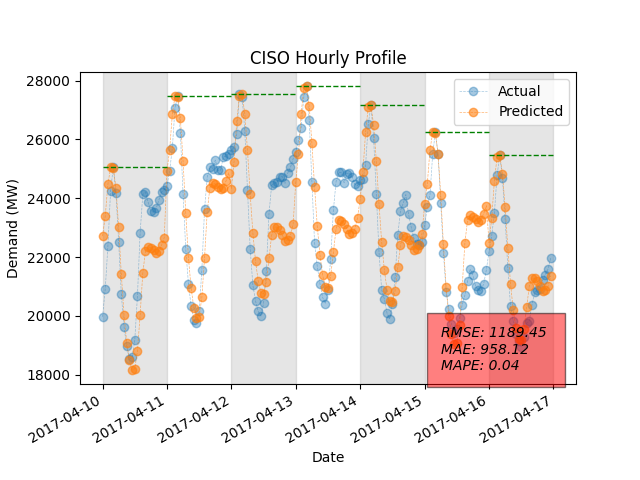 CISO Hourly Profile
Actual
Predicted
28000
26000
24000
22000
20000
18000
Demand (MW)
RMSE: 1189.45
MAE: 958.12
MAPE: 0.04
2017-04-10
2017-04-11
2017-04-12
2017-04-13
2017-04-14
2017-04-15
2017-04-16
2017-04-17
Date